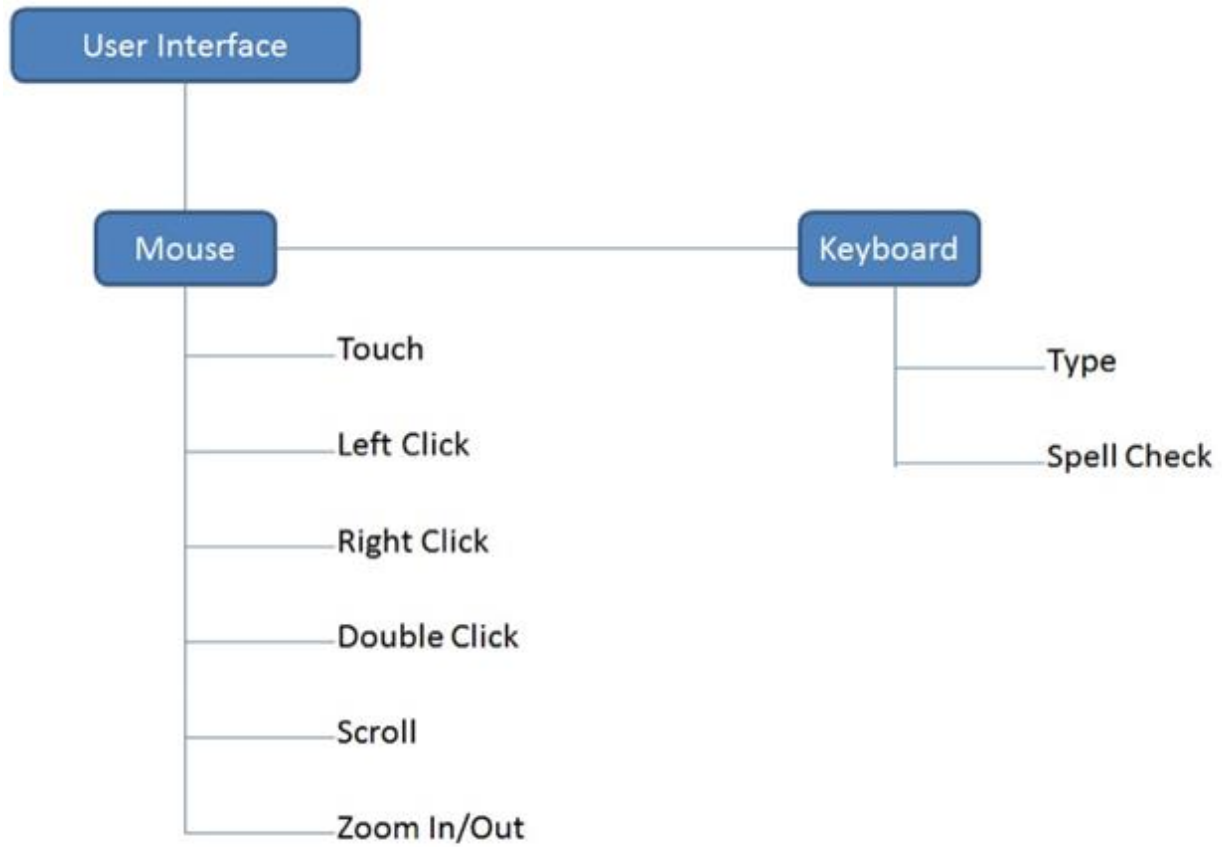 User Interface
Mouse
Keyboard
Touch
Left Click
Right Click
Double Click
Scroll
Zoom In/Out
Type
Spell Check